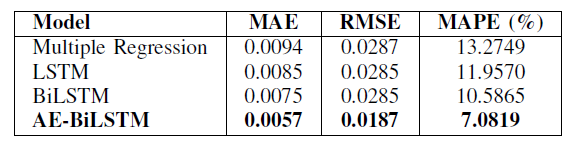 Model MAE RMSE MAPE (%)
Multiple Regression 0.0094 0.0287 13.2749
LSTM 0.0085 0.0285 11.9570
BiLSTM 0.0075 0.0285 10.5865
AE-BiLSTM 0.0057 0.0187 7.0819